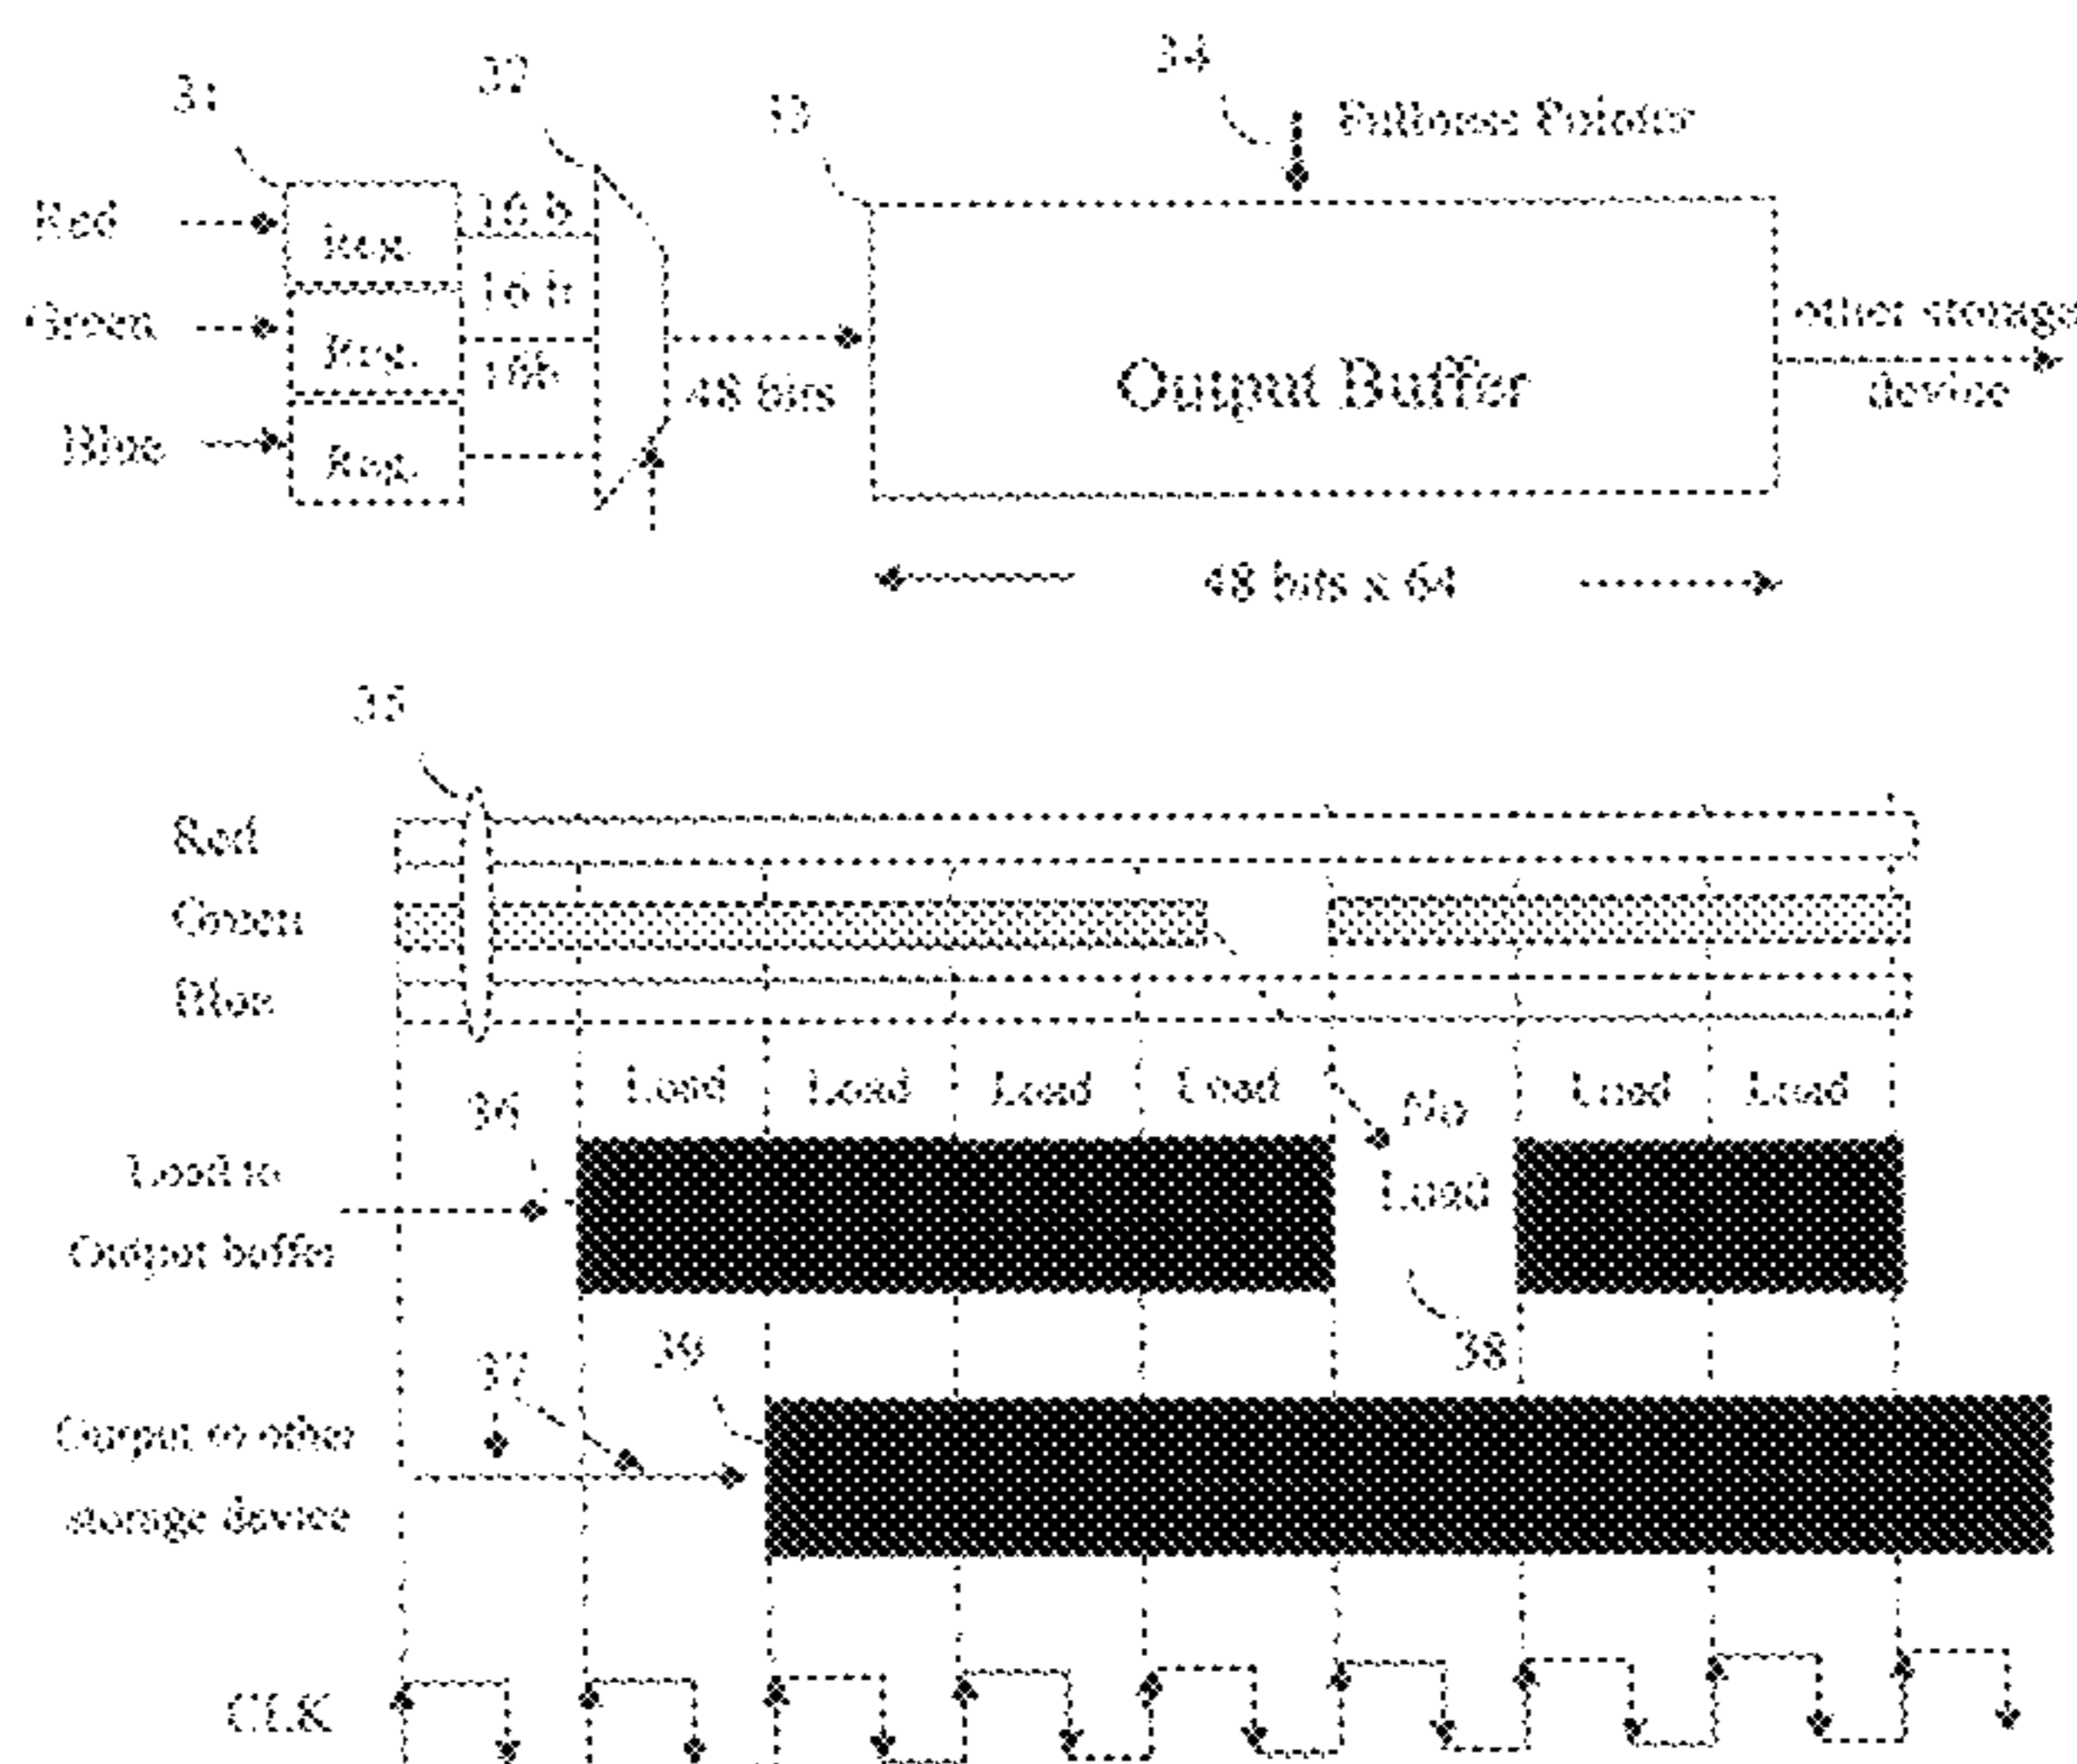 31
32
33
34
Fullness Pointer
Red
Reg.
16 b
Green
Reg.
16 b
Blue
Reg.
16b
48 bits
Output Buffer
other storage
device
48 bits x 64
35
Red
Green
Blue
36
Load
Load
Load
Load
No
Load
Load
Load
Load to
Output buffer
37
39
38
Output to other
storage device
CLK